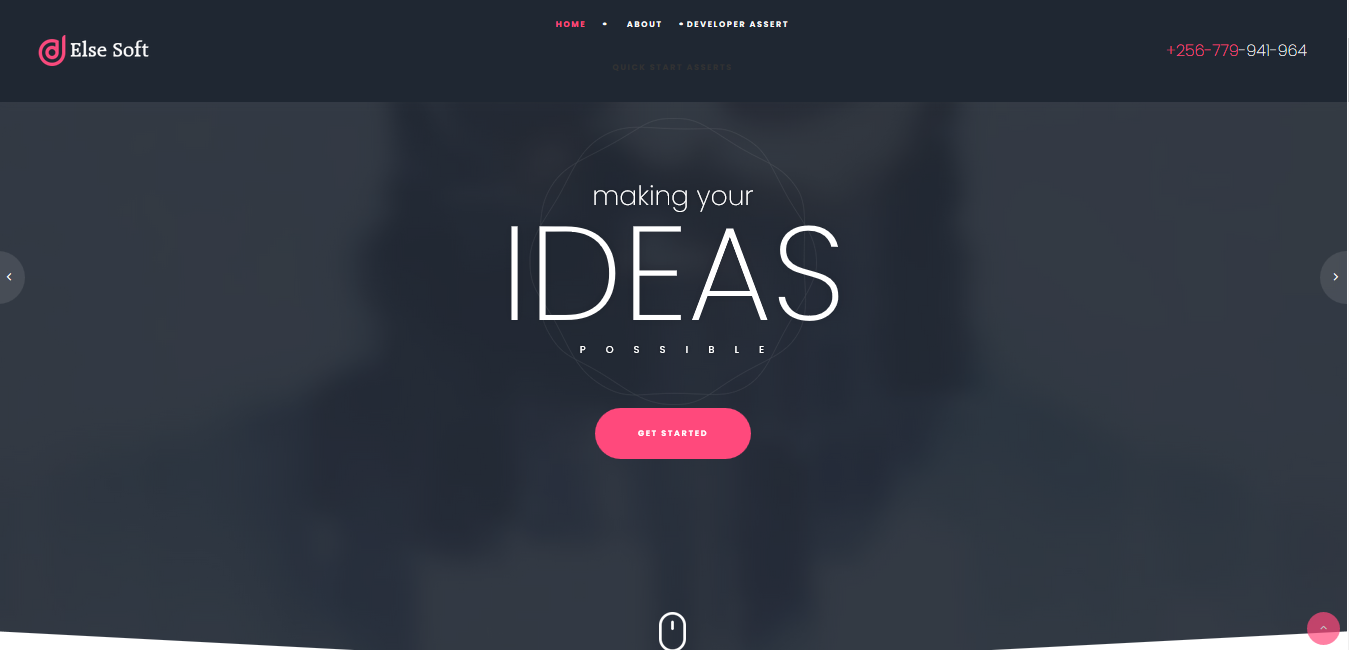 HOME • ABOUT • DEVELOPER ASSERT
Else Soft
+256-779-941-964
QUICK START ASSERTS
making your
IDEAS
POSSIBLE
GET STARTED